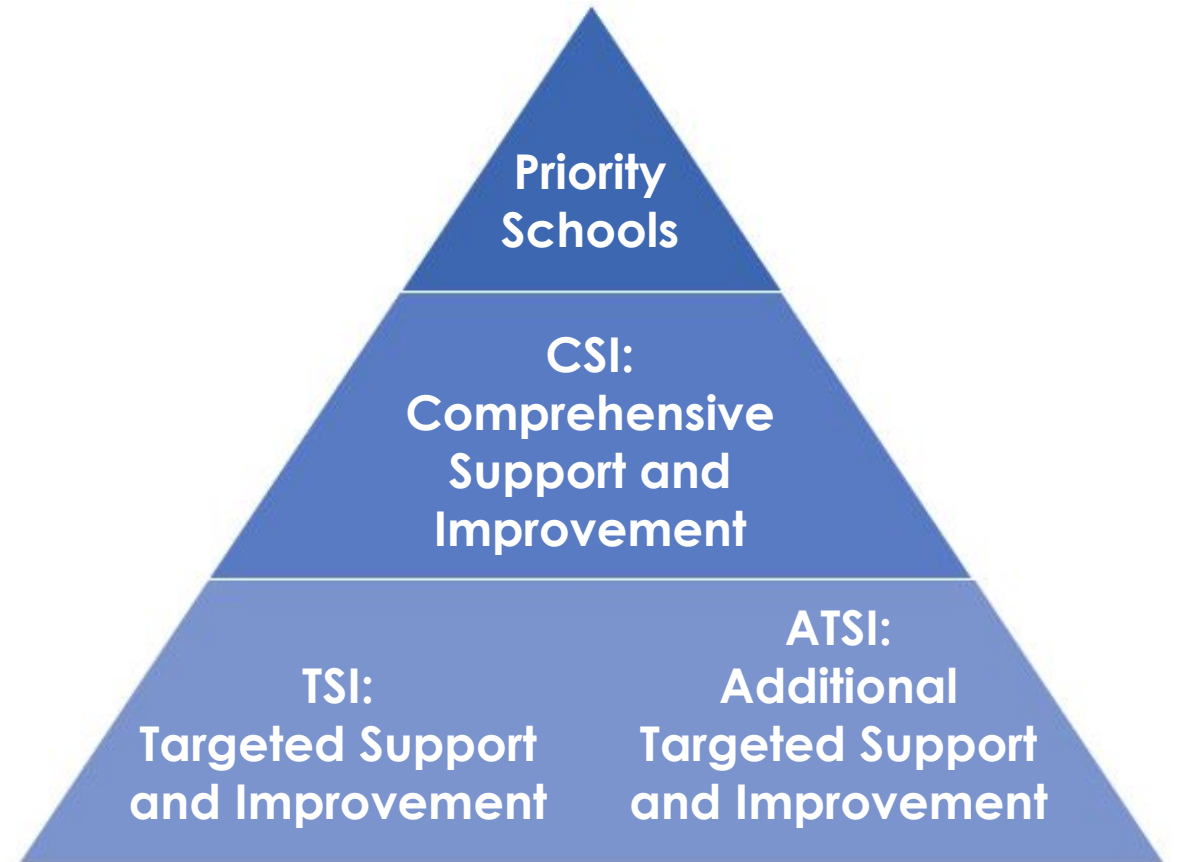 Priority
Schools
CSI:
Comprehensive
Support and
Improvement
TSI:
Targeted Support
and Improvement
ATSI:
Additional
Targeted Support
and Improvement